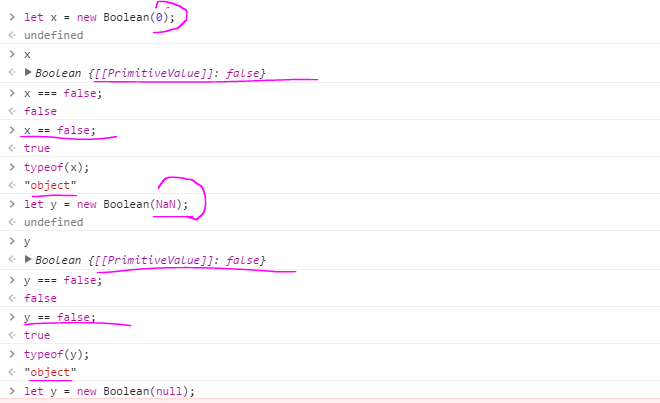 let x = new Boolean(0);
undefined
x
Boolean {[[PrimitiveValue]]: false}
x === false;
false
x == false;
true
typeof(x);
"object"
let y = new Boolean(NaN);
undefined
y
Boolean {[[PrimitiveValue]]: false}
y === false;
false
y == false;
true
typeof(y);
"object"
let y = new Boolean(null);